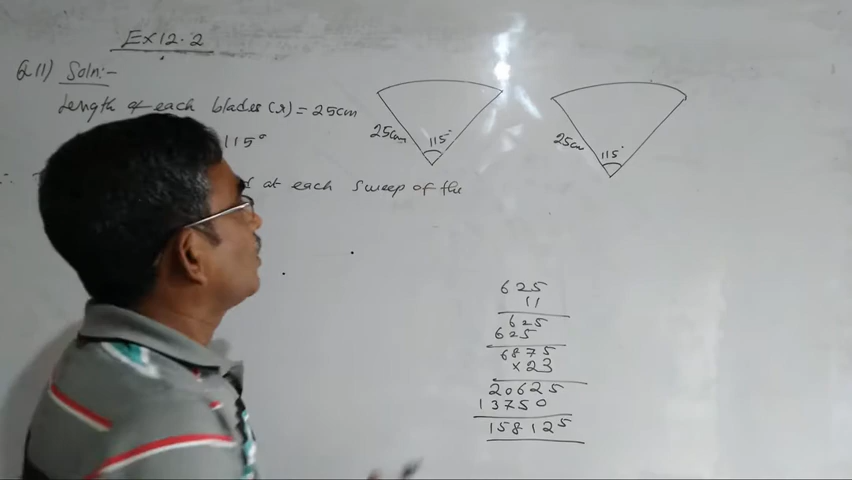 EX 12.2
Q.11) Soln:-
Length of each blades (r) = 25cm
115°
∴
at each sweep of the
25cm
115°
25cm
115°
625
11
625
625
6875
×23
20625
13750
158125